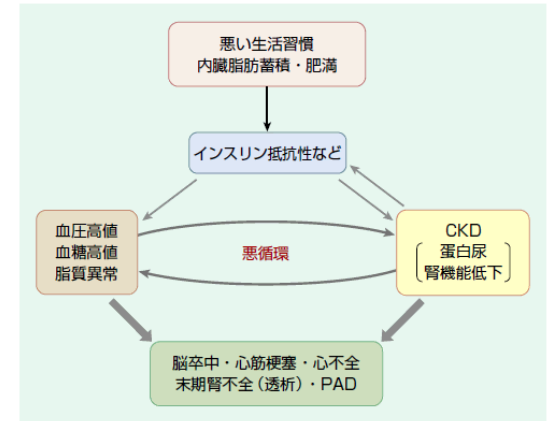 悪い生活習慣
内臓脂肪蓄積・肥満
インスリン抵抗性など
血圧高値
血糖高値
脂質異常
悪循環
CKD
蛋白尿
腎機能低下
脳卒中・心筋梗塞・心不全
末期腎不全(透析)・PAD